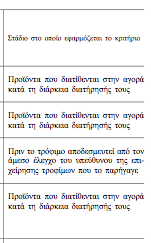 Στάδιο στο οποίο εφαρμόζεται το κριτήριο
Προϊόντα που διατίθενται στην αγορά
κατά τη διάρκεια διατήρησής τους
Προϊόντα που διατίθενται στην αγορά
κατά τη διάρκεια διατήρησής τους
Πριν το τρόφιμο αποδεσμευτεί από τον
άμεσο έλεγχο του υπεύθυνου της επι-
χείρησης τροφίμων που το παρήγαγε
Προϊόντα που διατίθενται στην αγορά
κατά τη διάρκεια διατήρησής τους